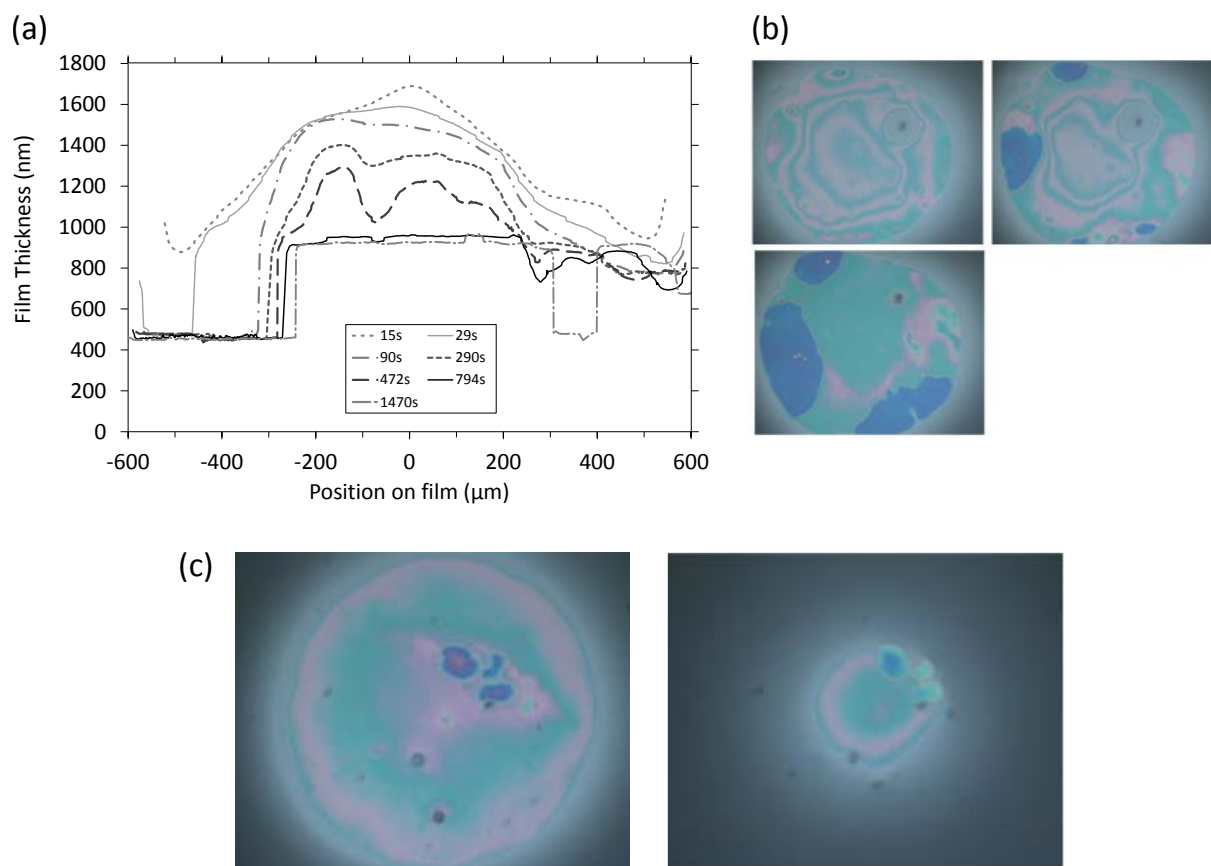 (a)
(b)
1800
1600
1400
1200
1000
800
600
400
200
0
Film Thickness (nm)
15s 29s
90s 290s
472s 794s
1470s
-600 -400 -200 0 200 400 600
Position on film (µm)
(c)